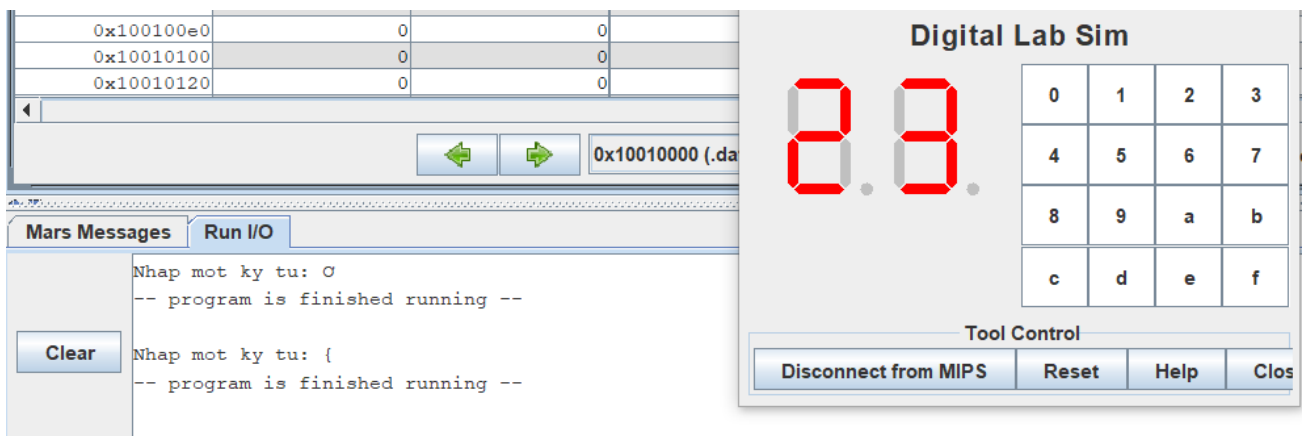 0x100100e0 0 0
0x10010100 0 0
0x10010120 0 0
0x10010000 (.da
Mars Messages Run I/O
Clear
Nhap mot ky tu: Ơ
-- program is finished running --
Nhap mot ky tu: {
-- program is finished running --
Digital Lab Sim
23
0 1 2 3
4 5 6 7
8 9 a b
c d e f
Tool Control
Disconnect from MIPS Reset Help Clos